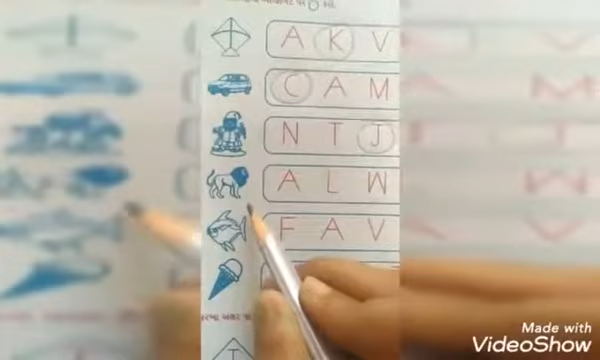 A K V
C A M
N T J
A L W
F A V
T
Made with
VideoShow